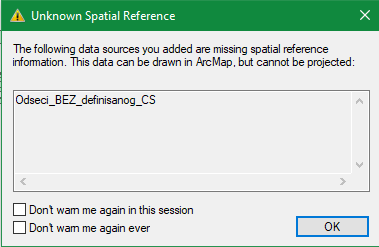 Unknown Spatial Reference
The following data sources you added are missing spatial reference
information. This data can be drawn in ArcMap, but cannot be projected:
Odseci_BEZ_definisanog_CS
Don't warn me again in this session
Don't warn me again ever
OK